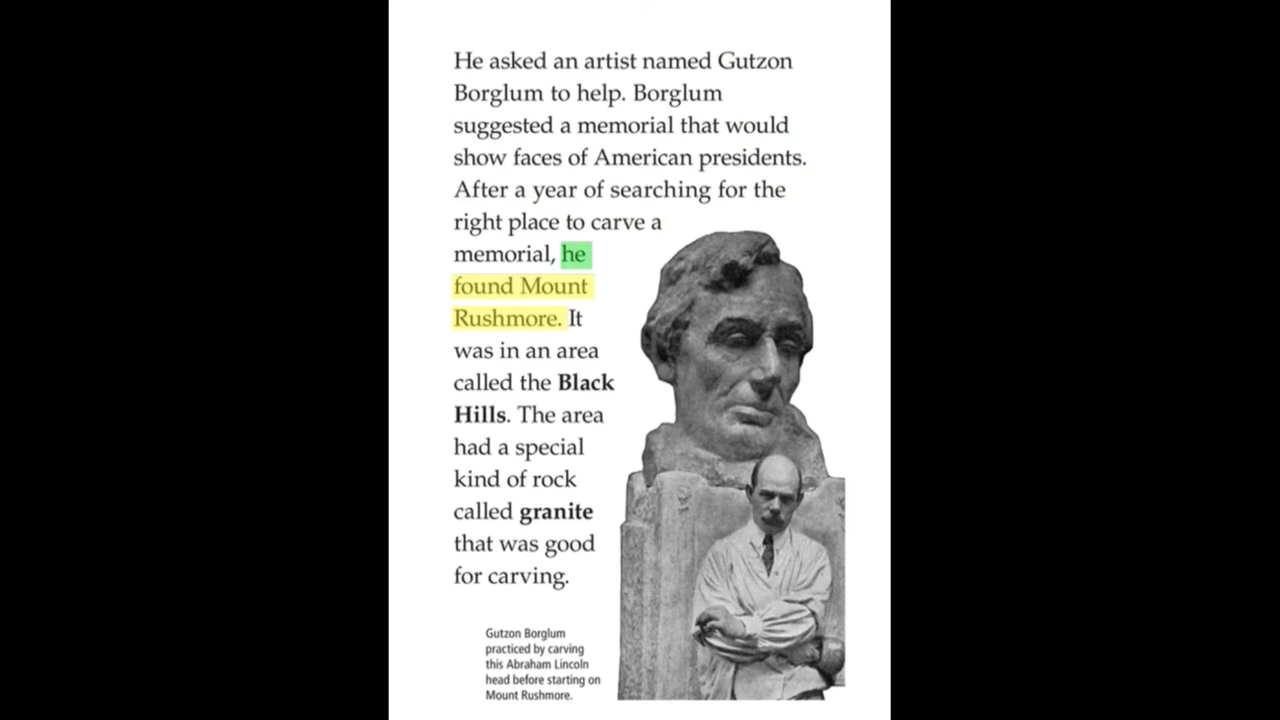 He asked an artist named Gutzon
Borglum to help. Borglum
suggested a memorial that would
show faces of American presidents.
After a year of searching for the
right place to carve a
memorial, he
found Mount
Rushmore. It
was in an area
called the Black
Hills. The area
had a special
kind of rock
called granite
that was good
for carving.
Gutzon Borglum
practiced by carving
this Abraham Lincoln
head before starting on
Mount Rushmore.